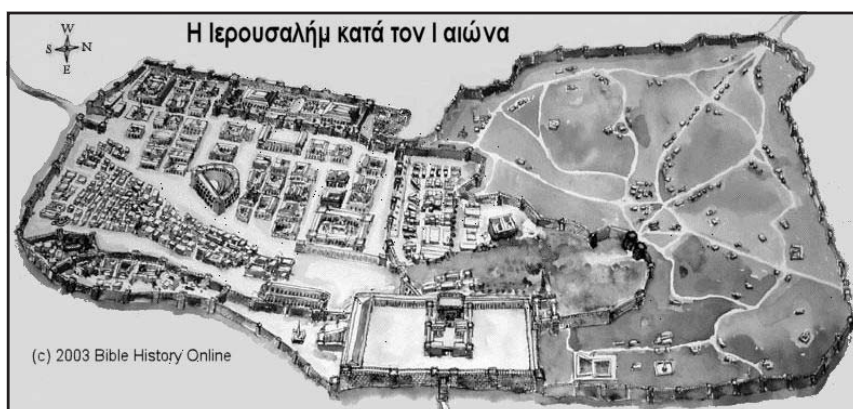 Η Ιερουσαλήμ κατά τον Ι αιώνα
W
S N
E
(c) 2003 Bible History Online